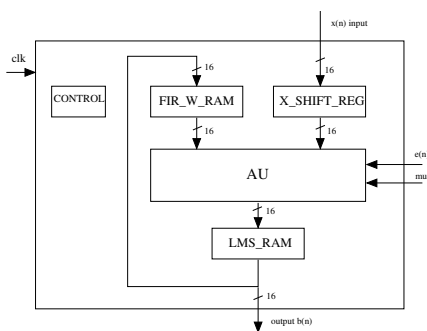 x(n) input
16
16
clk
CONTROL
FIR_W_RAM
X_SHIFT_REG
16
16
e(n
AU
mu
16
LMS_RAM
16
output b(n)